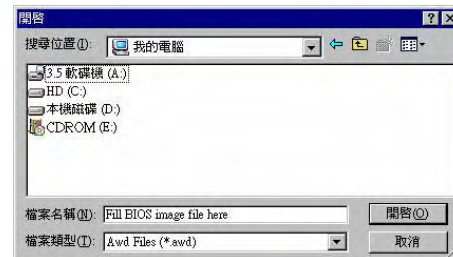 開啓
搜尋位置(I): 我的電腦
3.5 軟碟機 (A:)
HD (C:)
本機磁碟 (D:)
CDROM (E:)
檔案名稱(N): Fill BIOS image file here 開啓(O)
檔案類型(T): Awd Files (*.awd) 取消